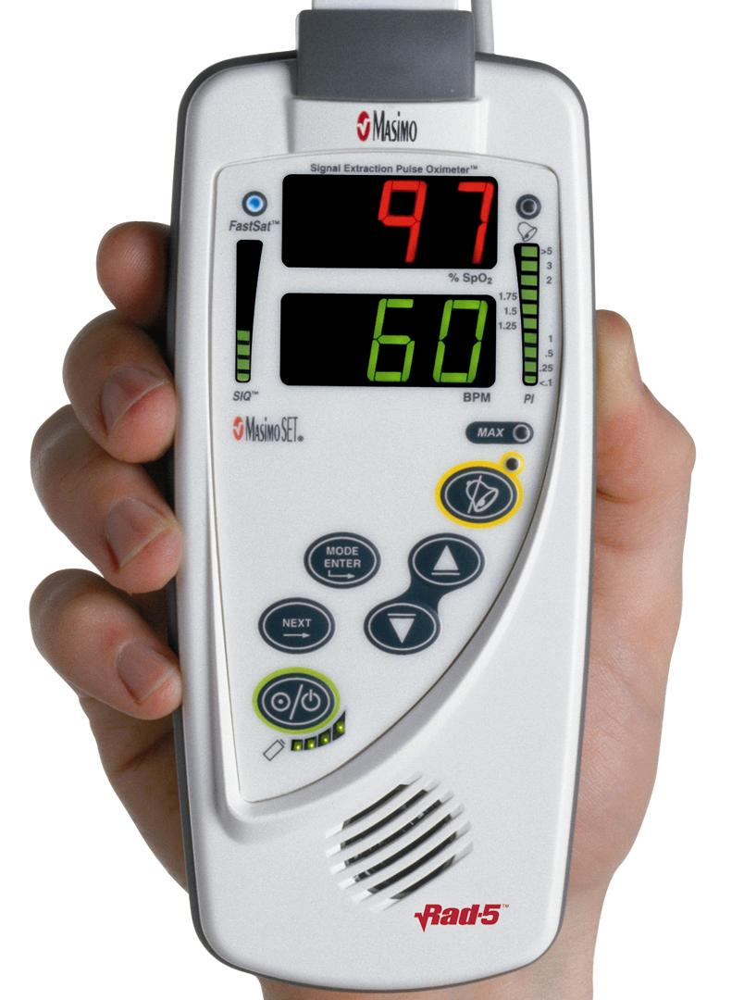 Masimo
Signal Extraction Pulse Oximeter™
FastSat™
97
% SpO₂
>5
3
2
1.75
1.5
1.25
1
.5
.25
<.1
60
SIQ™
BPM
PI
Masimo SET®
MAX
MODE
ENTER
NEXT
Rad-5™